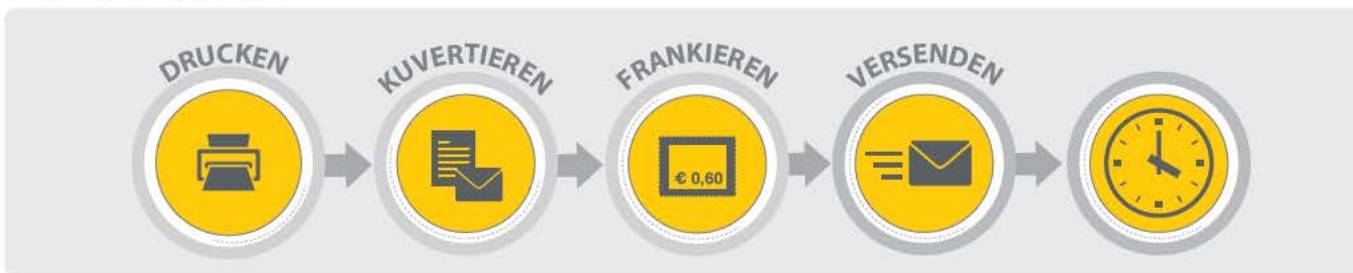 DRUCKEN
KUVERTIEREN
FRANKIEREN
VERSENDEN
€ 0,60